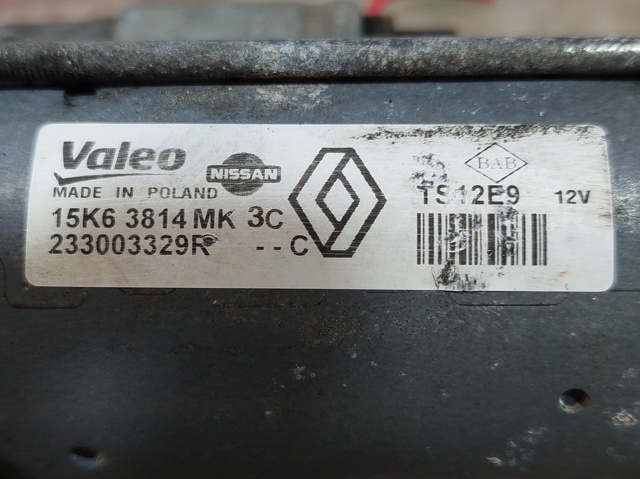 Valeo
NISSAN
MADE IN POLAND
15K6 3814 MK 3C
233003329R --C
BAB
TS12E9 12V